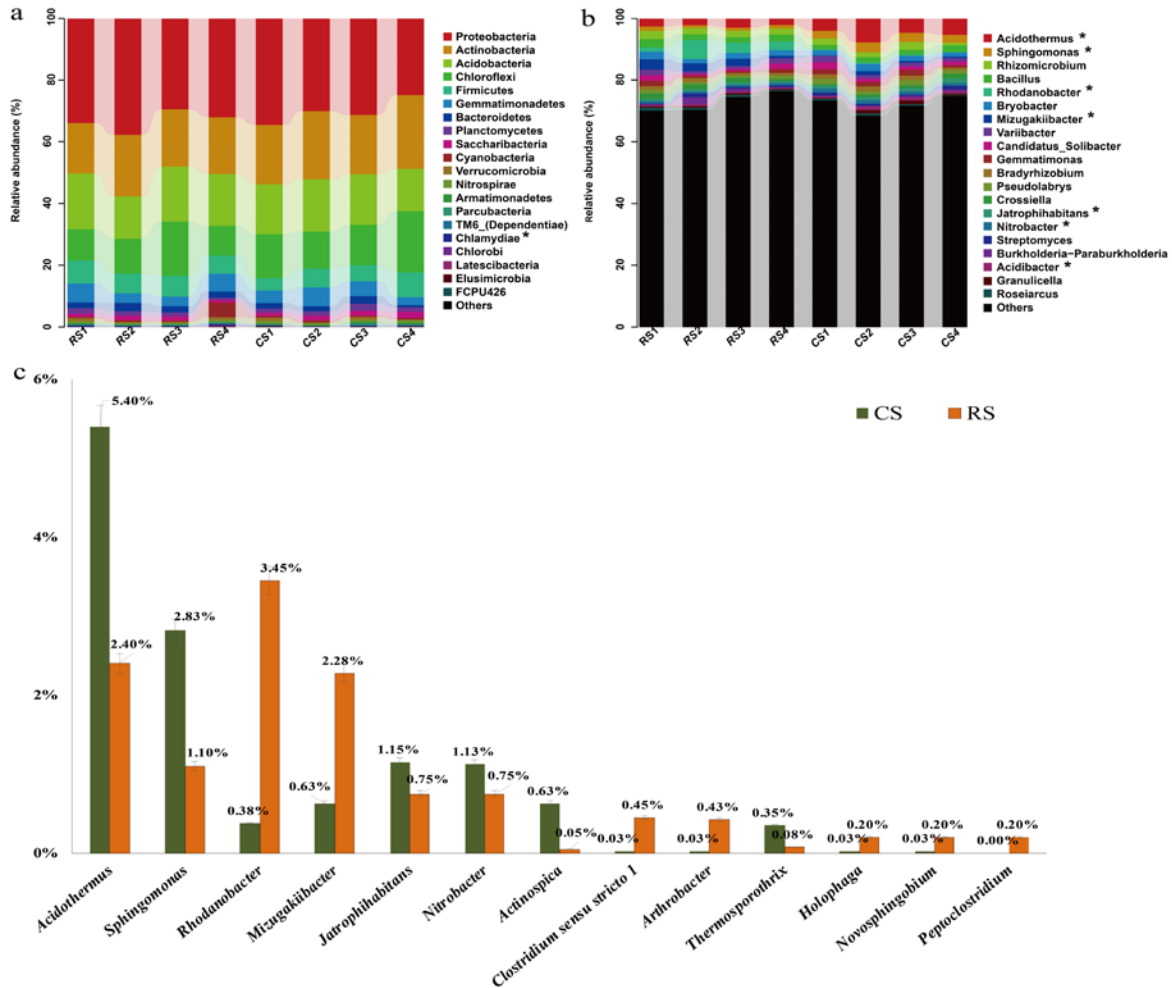 a
100
80
60
40
20
0
Relative abundance (%)
RS1
RS2
RS3
RS4
CS1
CS2
CS3
CS4
Proteobacteria
Actinobacteria
Acidobacteria
Chloroflexi
Firmicutes
Gemmatimonadetes
Bacteroidetes
Planctomycetes
Saccharibacteria
Cyanobacteria
Verrucomicrobia
Nitrospirae
Armatimonadetes
Parcubacteria
TM6_(Dependentiae)
Chlamydiae *
Chlorobi
Latescibacteria
Elusimicrobia
FCPU426
Others
b
100
80
60
40
20
0
Relative abundance (%)
RS1
RS2
RS3
RS4
CS1
CS2
CS3
CS4
Acidothermus *
Sphingomonas *
Rhizomicrobium
Bacillus
Rhodanobacter *
Bryobacter
Mizugakiibacter *
Variibacter
Candidatus_Solibacter
Gemmatimonas
Bradyrhizobium
Pseudolabrys
Crossiella
Jatrophihabitans *
Nitrobacter *
Streptomyces
Burkholderia-Paraburkholderia
Acidibacter *
Granulicella
Roseiarcus
Others
c
6%
4%
2%
0%
CS
RS
5.40%
2.40%
2.83%
1.10%
0.38%
3.45%
0.63%
2.28%
1.15%
0.75%
1.13%
0.75%
0.63%
0.05%
0.03%
0.45%
0.03%
0.43%
0.35%
0.08%
0.03%
0.20%
0.03%
0.20%
0.00%
0.20%
Acidothermus
Sphingomonas
Rhodanobacter
Mizugakiibacter
Jatrophihabitans
Nitrobacter
Actinospica
Clostridium sensu stricto 1
Arthrobacter
Thermosporothrix
Holophaga
Novosphingobium
Peptoclostridium